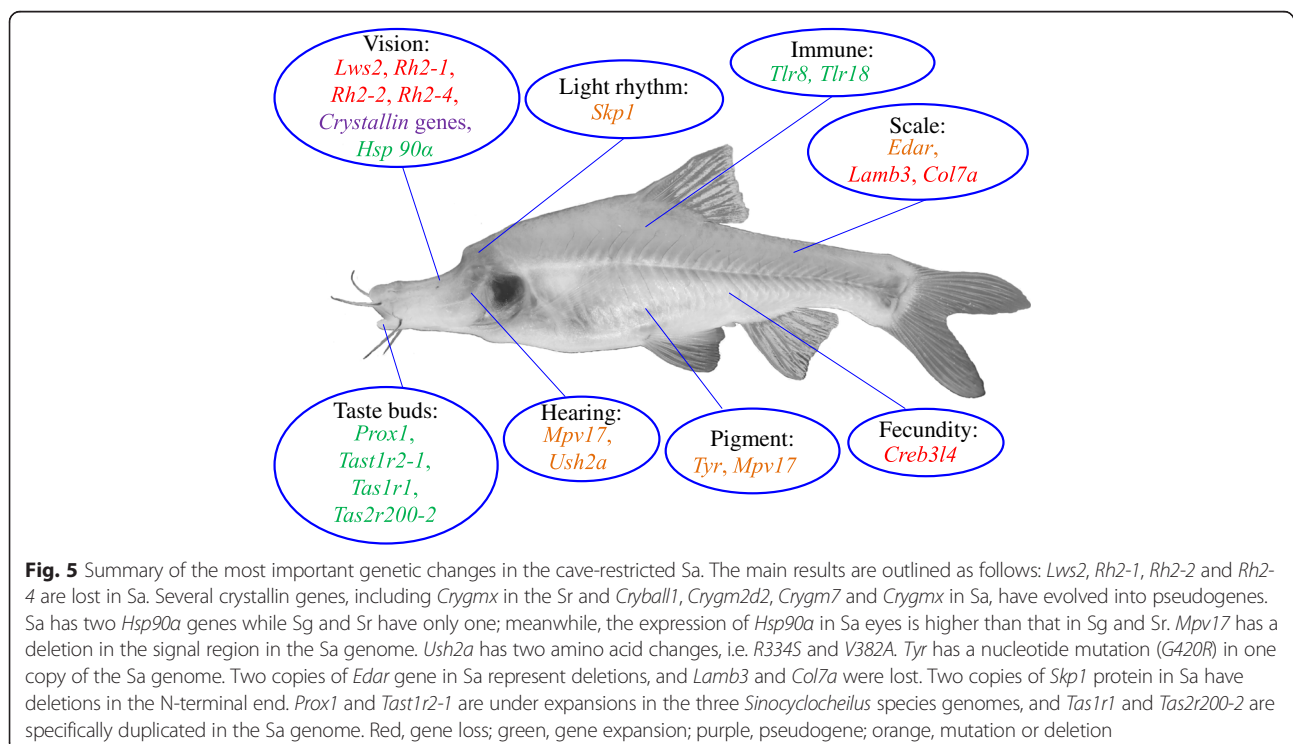 Vision:
Lws2, Rh2-1,
Rh2-2, Rh2-4,
Crystallin genes,
Hsp 90α
Light rhythm:
Skp1
Immune:
Tlr8, Tlr18
Scale:
Edar,
Lamb3, Col7a
Taste buds:
Prox1,
Tast1r2-1,
Tas1r1,
Tas2r200-2
Hearing:
Mpv17,
Ush2a
Pigment:
Tyr, Mpv17
Fecundity:
Creb3l4
Fig. 5 Summary of the most important genetic changes in the cave-restricted Sa. The main results are outlined as follows: Lws2, Rh2-1, Rh2-2 and Rh2-
4 are lost in Sa. Several crystallin genes, including Crygmx in the Sr and Cryball1, Crygm2d2, Crygm7 and Crygmx in Sa, have evolved into pseudogenes.
Sa has two Hsp90α genes while Sg and Sr have only one; meanwhile, the expression of Hsp90α in Sa eyes is higher than that in Sg and Sr. Mpv17 has a
deletion in the signal region in the Sa genome. Ush2a has two amino acid changes, i.e. R334S and V382A. Tyr has a nucleotide mutation (G420R) in one
copy of the Sa genome. Two copies of Edar gene in Sa represent deletions, and Lamb3 and Col7a were lost. Two copies of Skp1 protein in Sa have
deletions in the N-terminal end. Prox1 and Tast1r2-1 are under expansions in the three Sinocyclocheilus species genomes, and Tas1r1 and Tas2r200-2 are
specifically duplicated in the Sa genome. Red, gene loss; green, gene expansion; purple, pseudogene; orange, mutation or deletion